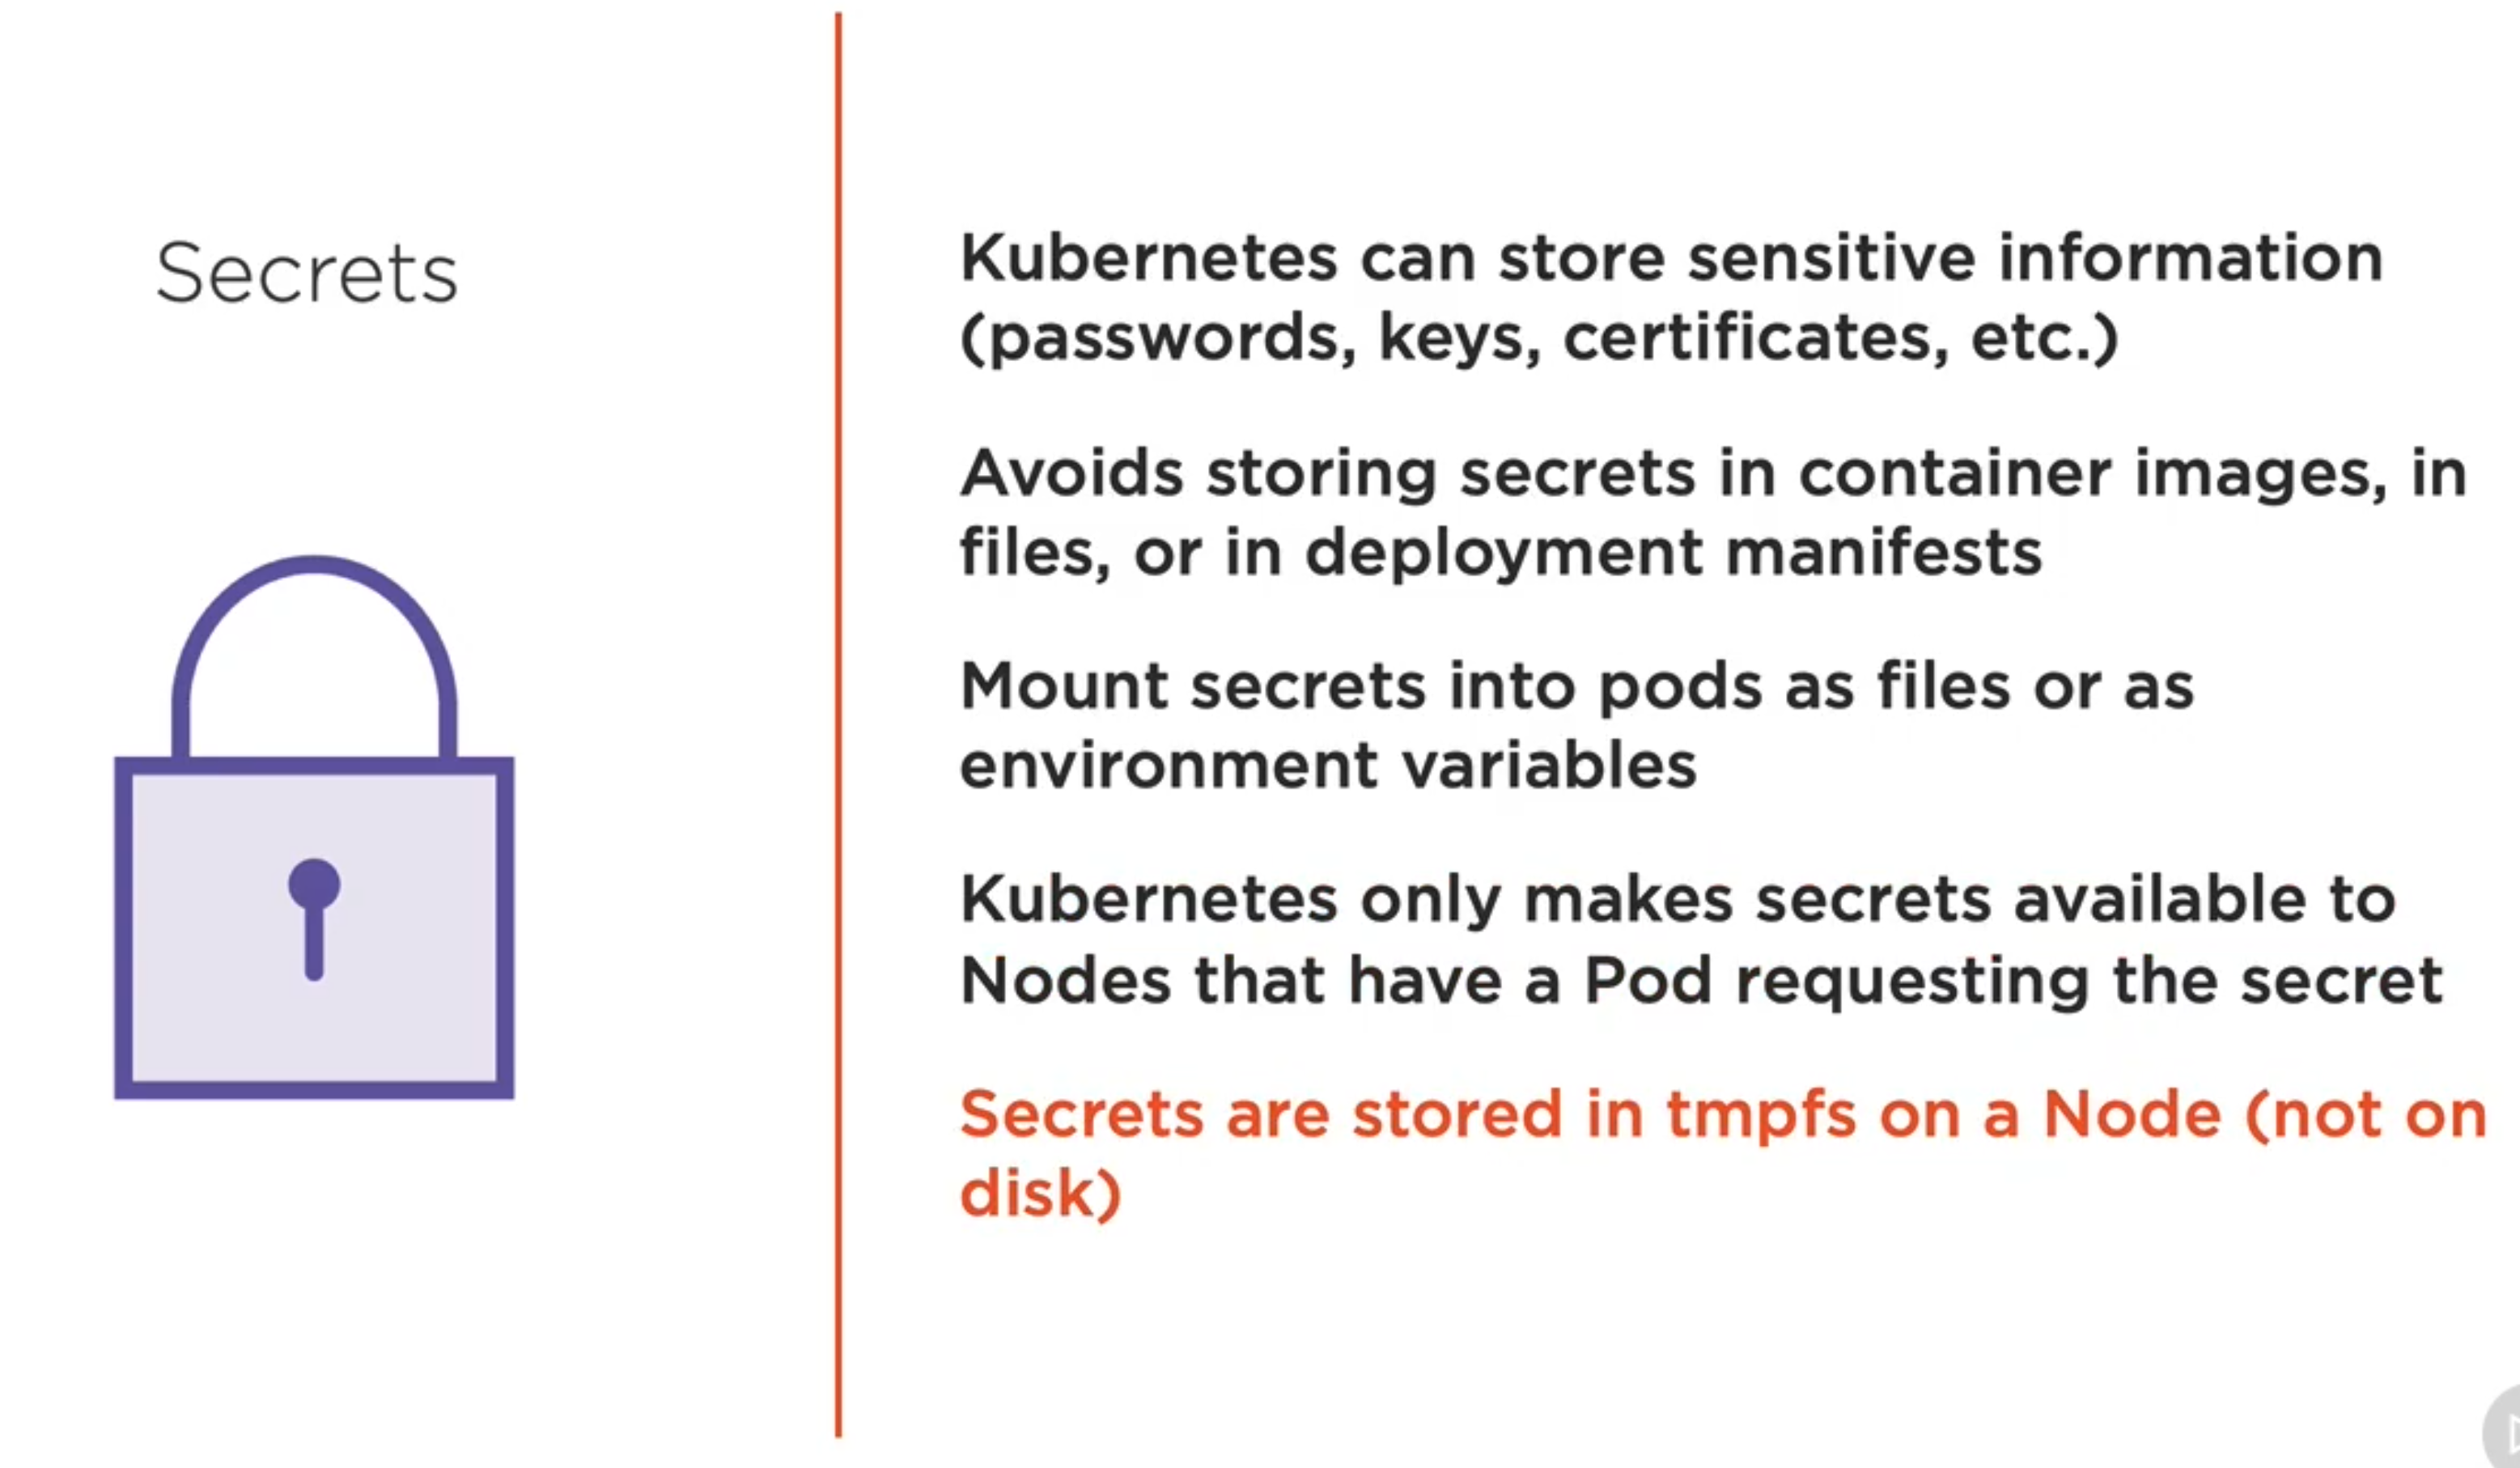 Secrets
Kubernetes can store sensitive information
(passwords, keys, certificates, etc.)
Avoids storing secrets in container images, in
files, or in deployment manifests
Mount secrets into pods as files or as
environment variables
Kubernetes only makes secrets available to
Nodes that have a Pod requesting the secret
Secrets are stored in tmpfs on a Node (not on
disk)